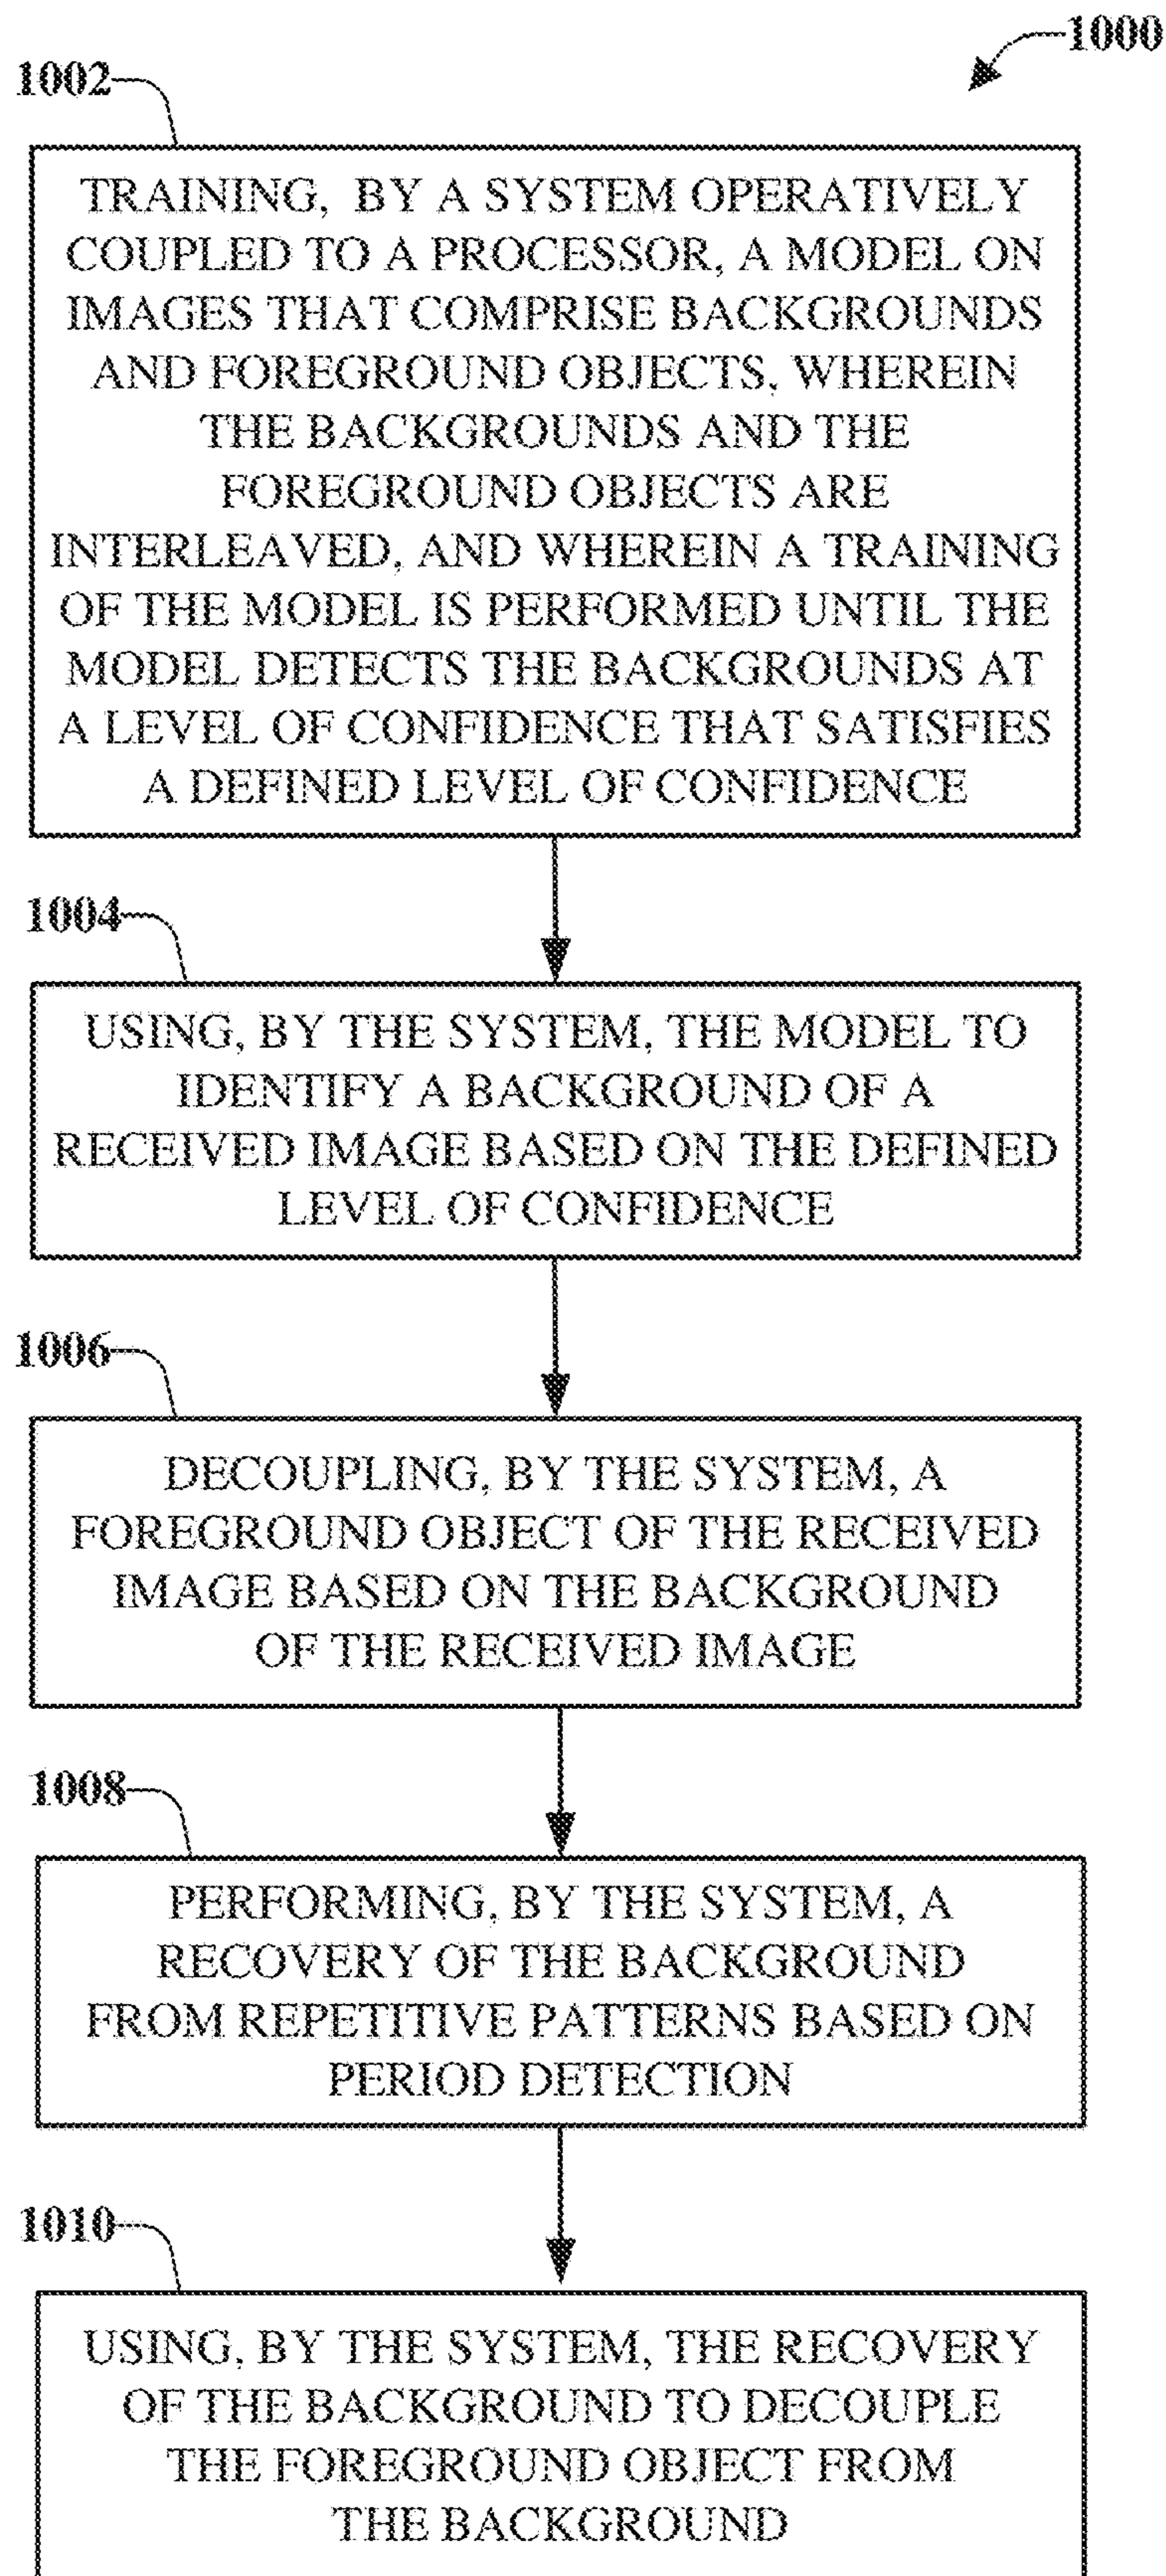 1000
1002
TRAINING, BY A SYSTEM OPERATIVELY
COUPLED TO A PROCESSOR, A MODEL ON
IMAGES THAT COMPRISE BACKGROUNDS
AND FOREGROUND OBJECTS, WHEREIN
THE BACKGROUNDS AND THE
FOREGROUND OBJECTS ARE
INTERLEAVED, AND WHEREIN A TRAINING
OF THE MODEL IS PERFORMED UNTIL THE
MODEL DETECTS THE BACKGROUNDS AT
A LEVEL OF CONFIDENCE THAT SATISFIES
A DEFINED LEVEL OF CONFIDENCE
1004
USING, BY THE SYSTEM, THE MODEL TO
IDENTIFY A BACKGROUND OF A
RECEIVED IMAGE BASED ON THE DEFINED
LEVEL OF CONFIDENCE
1006
DECOUPLING, BY THE SYSTEM, A
FOREGROUND OBJECT OF THE RECEIVED
IMAGE BASED ON THE BACKGROUND
OF THE RECEIVED IMAGE
1008
PERFORMING, BY THE SYSTEM, A
RECOVERY OF THE BACKGROUND
FROM REPETITIVE PATTERNS BASED ON
PERIOD DETECTION
1010
USING, BY THE SYSTEM, THE RECOVERY
OF THE BACKGROUND TO DECOUPLE
THE FOREGROUND OBJECT FROM
THE BACKGROUND